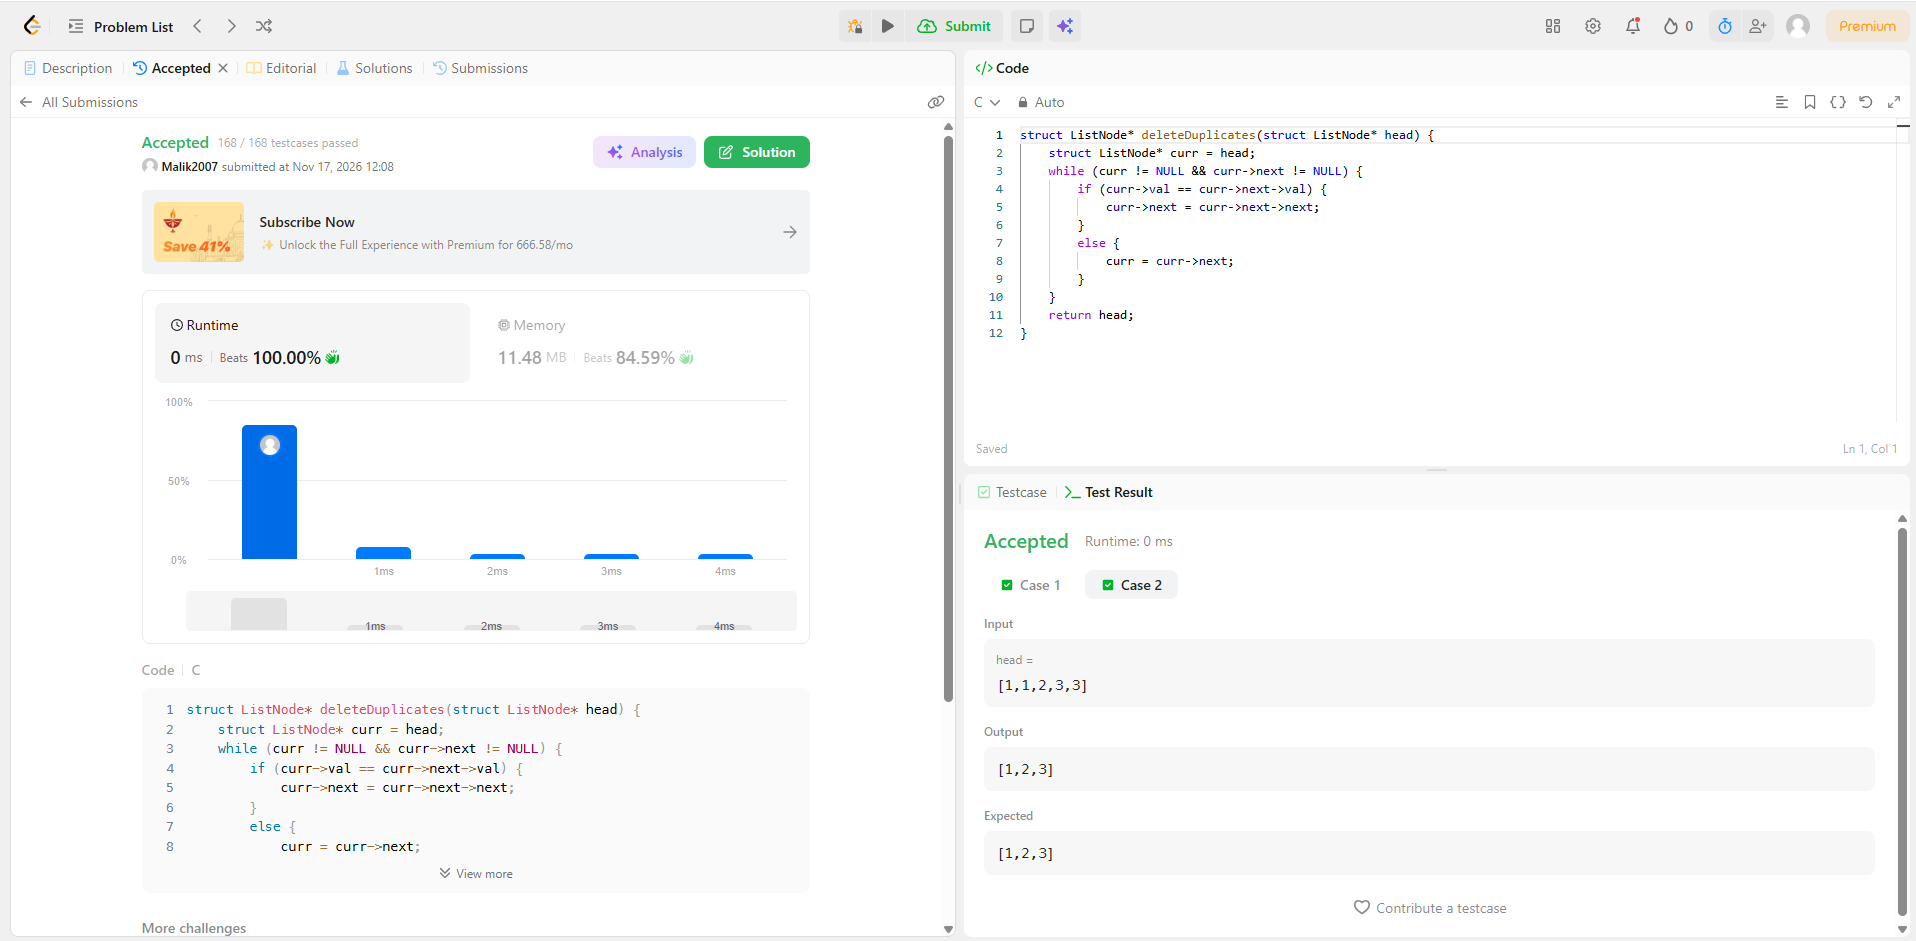 Problem List
Submit
0
Premium
Description
Accepted
Editorial
Solutions
Submissions
All Submissions
Accepted 168 / 168 testcases passed
Malik2007 submitted at Nov 17, 2026 12:08
Analysis
Solution
Save 41%
Subscribe Now
✨ Unlock the Full Experience with Premium for 666.58/mo
Runtime
0 ms Beats 100.00%
Memory
11.48 MB Beats 84.59%
100%
50%
0%
1ms 2ms 3ms 4ms
1ms 2ms 3ms 4ms
Code C
1 struct ListNode* deleteDuplicates(struct ListNode* head) {
2 struct ListNode* curr = head;
3 while (curr != NULL && curr->next != NULL) {
4 if (curr->val == curr->next->val) {
5 curr->next = curr->next->next;
6 }
7 else {
8 curr = curr->next;
View more
More challenges
</> Code
C
Auto
1 struct ListNode* deleteDuplicates(struct ListNode* head) {
2 struct ListNode* curr = head;
3 while (curr != NULL && curr->next != NULL) {
4 if (curr->val == curr->next->val) {
5 curr->next = curr->next->next;
6 }
7 else {
8 curr = curr->next;
9 }
10 }
11 return head;
12 }
Saved
Ln 1, Col 1
Testcase
Test Result
Accepted Runtime: 0 ms
Case 1
Case 2
Input
head =
[1,1,2,3,3]
Output
[1,2,3]
Expected
[1,2,3]
Contribute a testcase